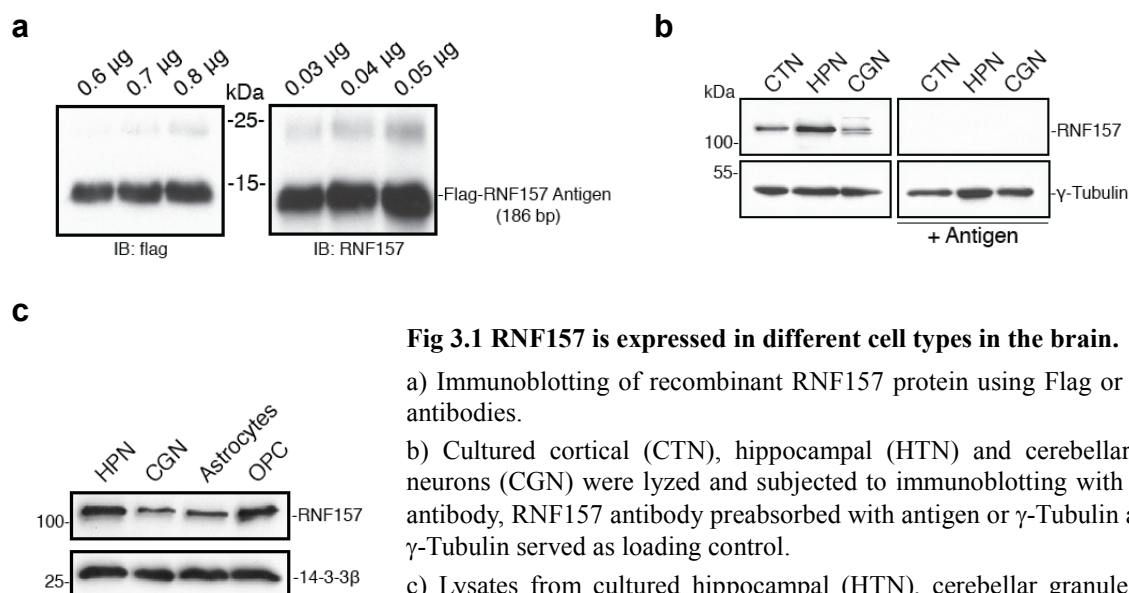 a
0.6 µg 0.7 µg 0.8 µg
0.03 µg 0.04 µg 0.05 µg
kDa
-25-
-15-
-Flag-RNF157 Antigen
(186 bp)
IB: flag
IB: RNF157
b
CTN HPN CGN CTN HPN CGN
kDa
100-
-RNF157
55-
-γ-Tubulin
+ Antigen
c
HPN CGN Astrocytes OPC
100-
-RNF157
25-
-14-3-3β
Fig 3.1 RNF157 is expressed in different cell types in the brain.
a) Immunoblotting of recombinant RNF157 protein using Flag or
antibodies.
b) Cultured cortical (CTN), hippocampal (HTN) and cerebellar
neurons (CGN) were lyzed and subjected to immunoblotting with
antibody, RNF157 antibody preabsorbed with antigen or γ-Tubulin
γ-Tubulin served as loading control.
c) Lysates from cultured hippocampal (HTN), cerebellar granule